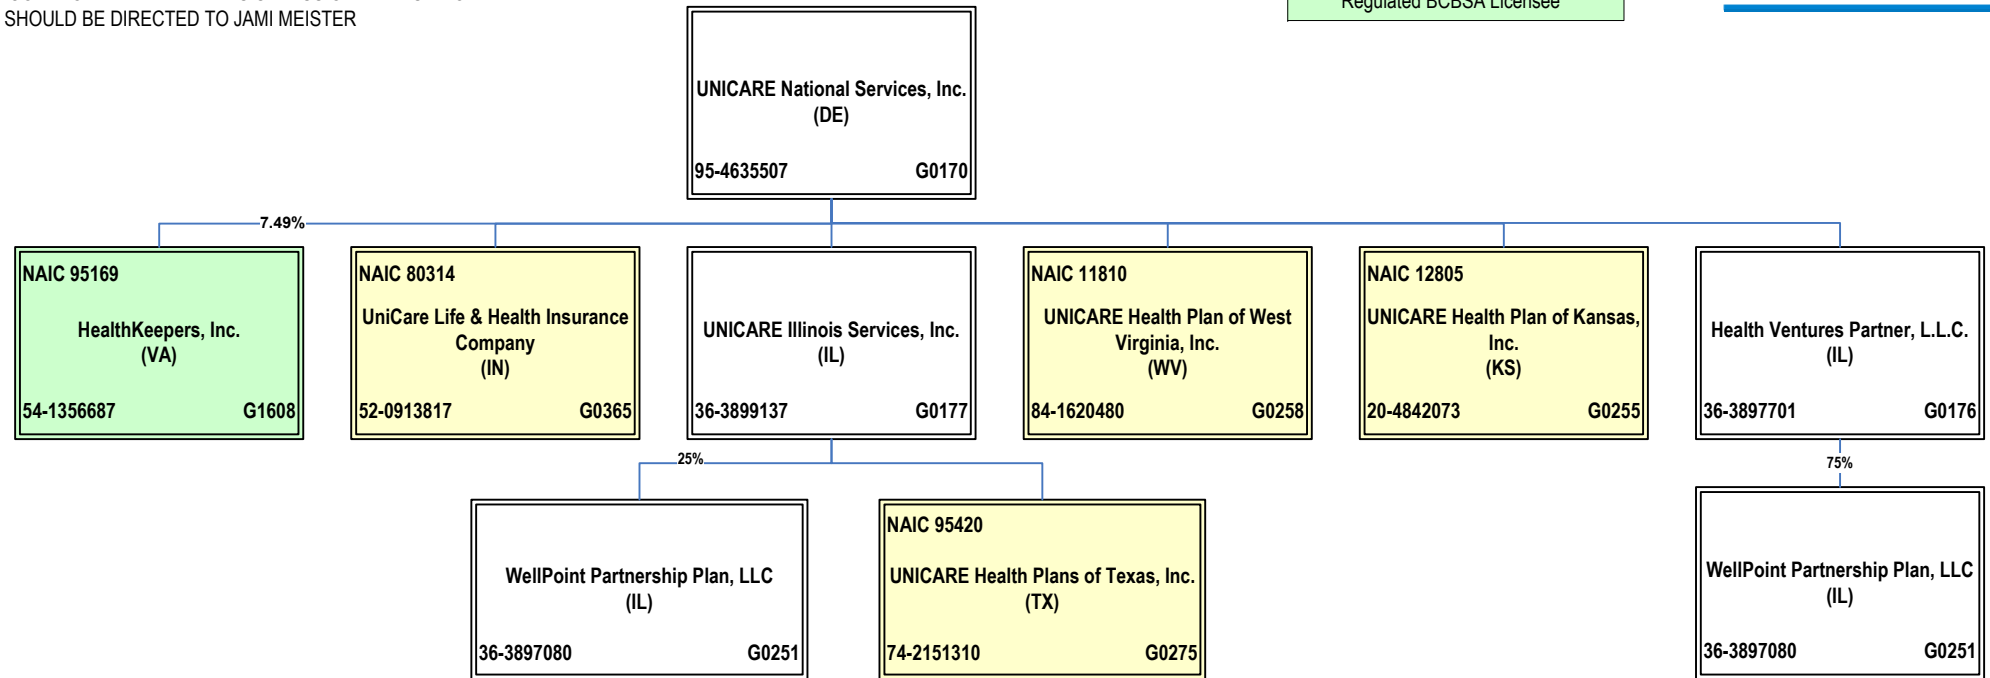 SHOULD BE DIRECTED TO JAMI MEISTER
Regulated BCBSA Licensee
UNICARE National Services, Inc.
(DE)
95-4635507 G0170
7.49%
NAIC 95169
HealthKeepers, Inc.
(VA)
54-1356687 G1608
NAIC 80314
UniCare Life & Health Insurance
Company
(IN)
52-0913817 G0365
UNICARE Illinois Services, Inc.
(IL)
36-3899137 G0177
NAIC 11810
UNICARE Health Plan of West
Virginia, Inc.
(WV)
84-1620480 G0258
NAIC 12805
UNICARE Health Plan of Kansas,
Inc.
(KS)
20-4842073 G0255
Health Ventures Partner, L.L.C.
(IL)
36-3897701 G0176
25%
75%
WellPoint Partnership Plan, LLC
(IL)
36-3897080 G0251
NAIC 95420
UNICARE Health Plans of Texas, Inc.
(TX)
74-2151310 G0275
WellPoint Partnership Plan, LLC
(IL)
36-3897080 G0251